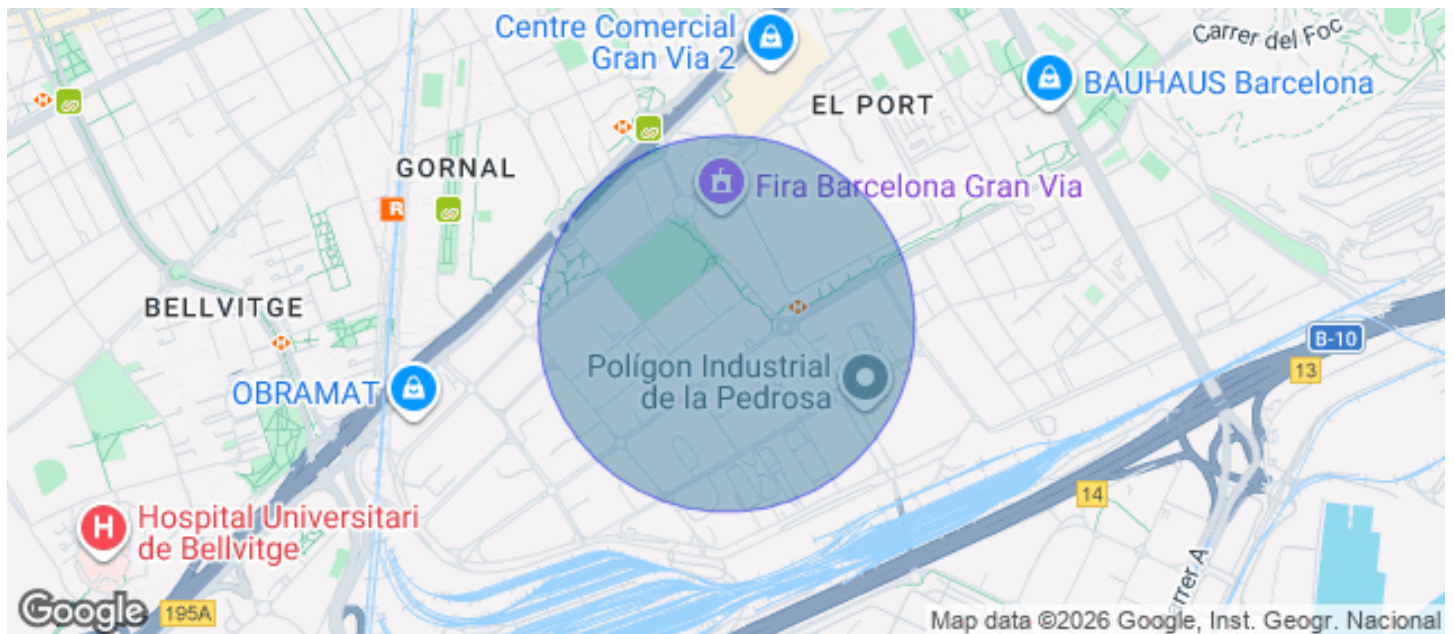 Centre Comercial
Gran Via 2
Carrer del Foc
BAUHAUS Barcelona
EL PORT
GORNAL
R
Fira Barcelona Gran Via
BELLVITGE
B-10
13
Polígon Industrial
de la Pedrosa
OBRAMAT
14
H
Hospital Universitari
de Bellvitge
Google
195A
Map data ©2026 Google, Inst. Geogr. Nacional